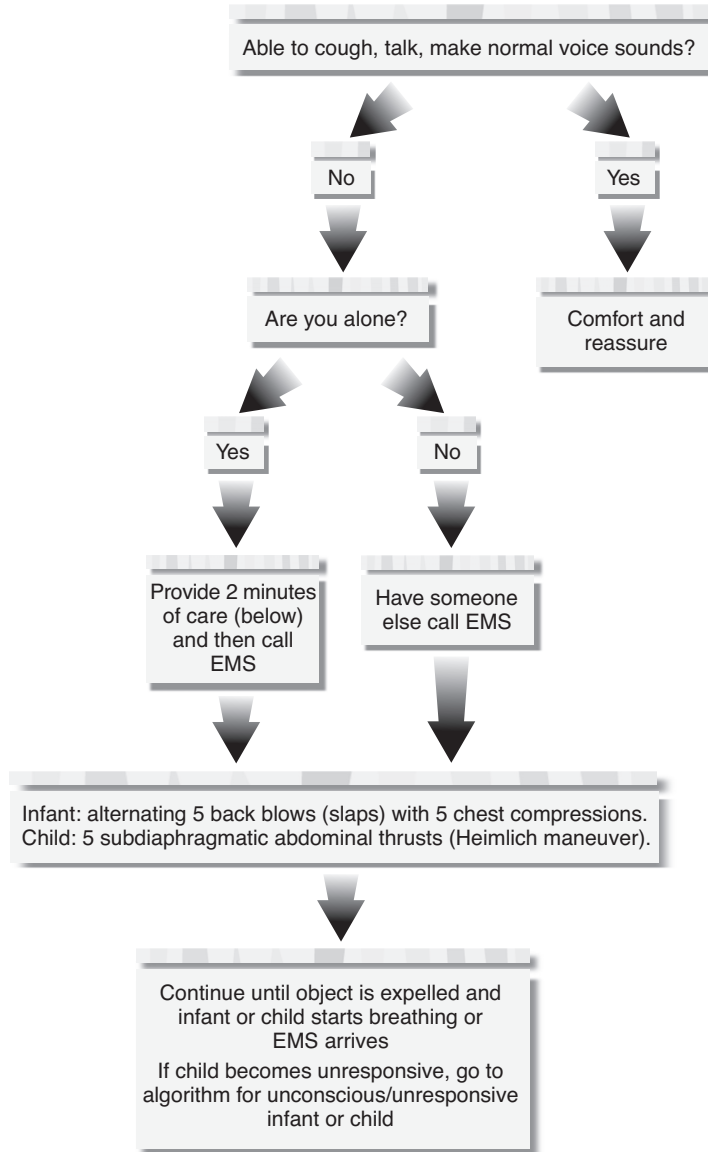 Able to cough, talk, make normal voice sounds?
No
Yes
Are you alone?
Comfort and
reassure
Yes
No
Provide 2 minutes
of care (below)
and then call
EMS
Have someone
else call EMS
Infant: alternating 5 back blows (slaps) with 5 chest compressions.
Child: 5 subdiaphragmatic abdominal thrusts (Heimlich maneuver).
Continue until object is expelled and
infant or child starts breathing or
EMS arrives
If child becomes unresponsive, go to
algorithm for unconscious/unresponsive
infant or child